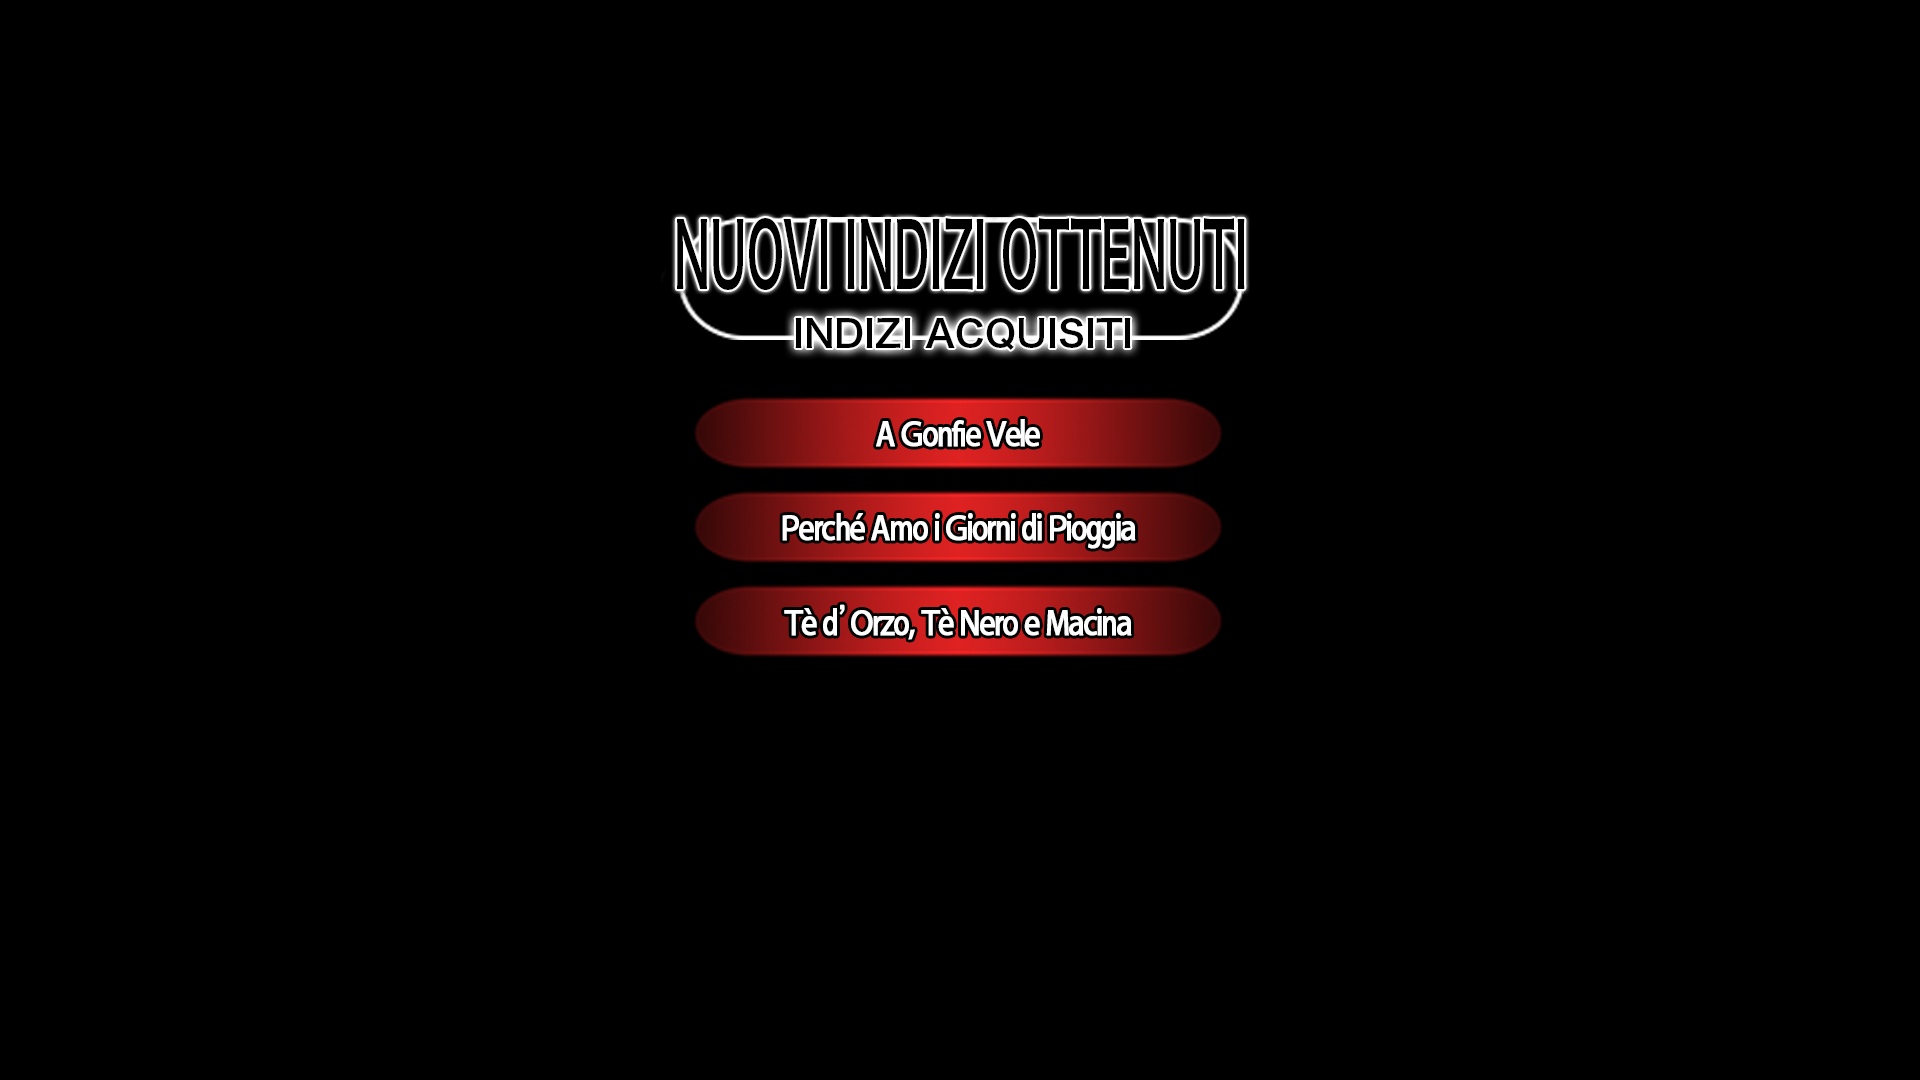 NUOVI INDIZI OTTENUTI
INDIZI ACQUISITI
A Gonfie Vele
Perché Amo i Giorni di Pioggia
Tè d’Orzo, Tè Nero e Macina